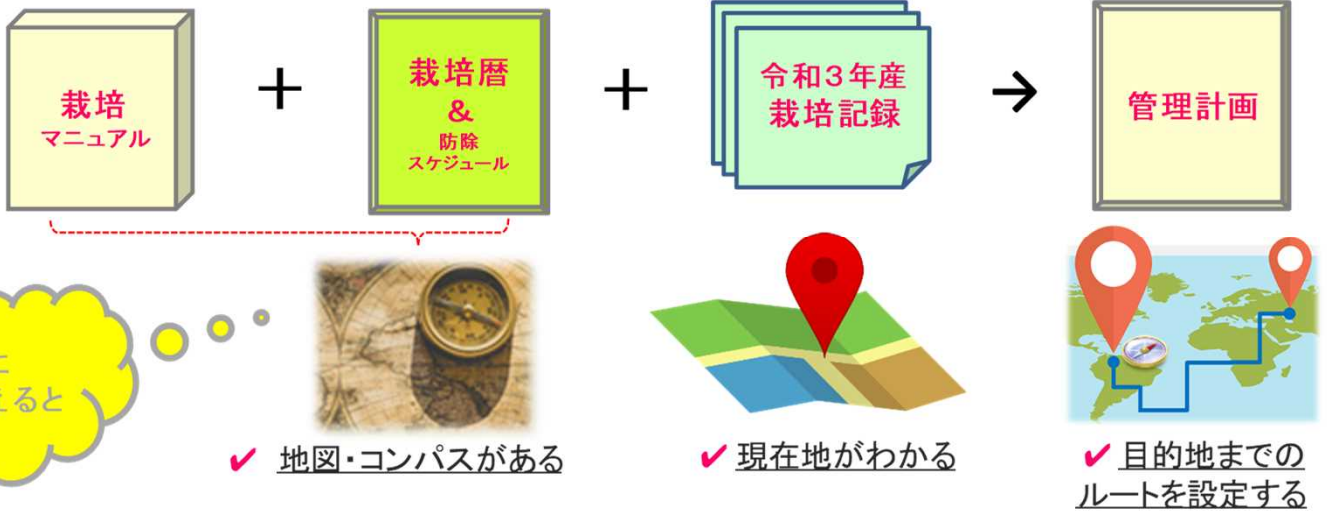 栽培
マニュアル
＋
栽培暦
&
防除
スケジュール
＋
令和3年産
栽培記録
→
管理計画
ると
✔ 地図・コンパスがある
✔ 現在地がわかる
✔ 目的地までの
ルートを設定する